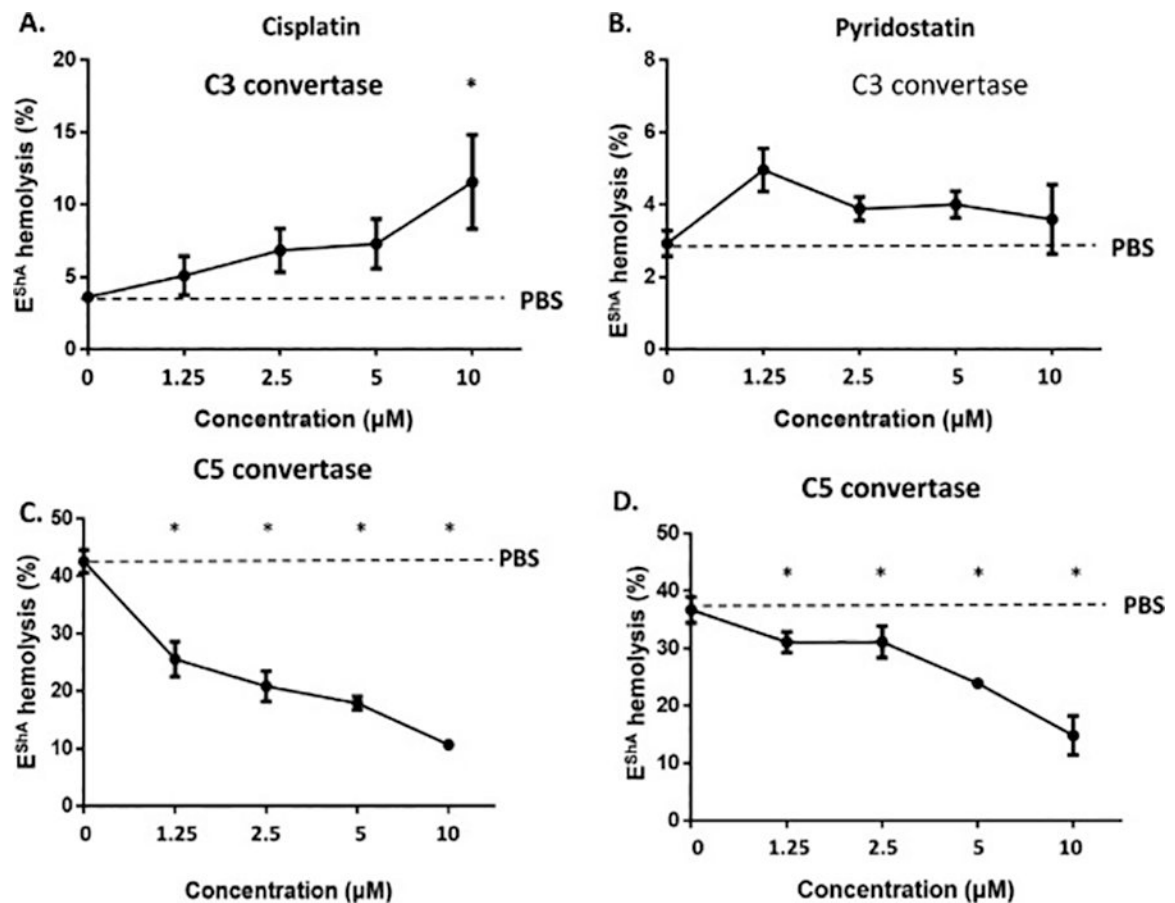 A.
Cisplatin
C3 convertase
*
20
15
10
5
0
E^ShA hemolysis (%)
PBS
0 1.25 2.5 5 10
Concentration (µM)
B.
Pyridostatin
C3 convertase
8
6
4
2
0
E^ShA hemolysis (%)
PBS
0 1.25 2.5 5 10
Concentration (µM)
C5 convertase
C.
* * * *
50
40
30
20
10
0
E^ShA hemolysis (%)
PBS
0 1.25 2.5 5 10
Concentration (µM)
C5 convertase
D.
* * * *
50
40
30
20
10
0
E^ShA hemolysis (%)
PBS
0 1.25 2.5 5 10
Concentration (µM)